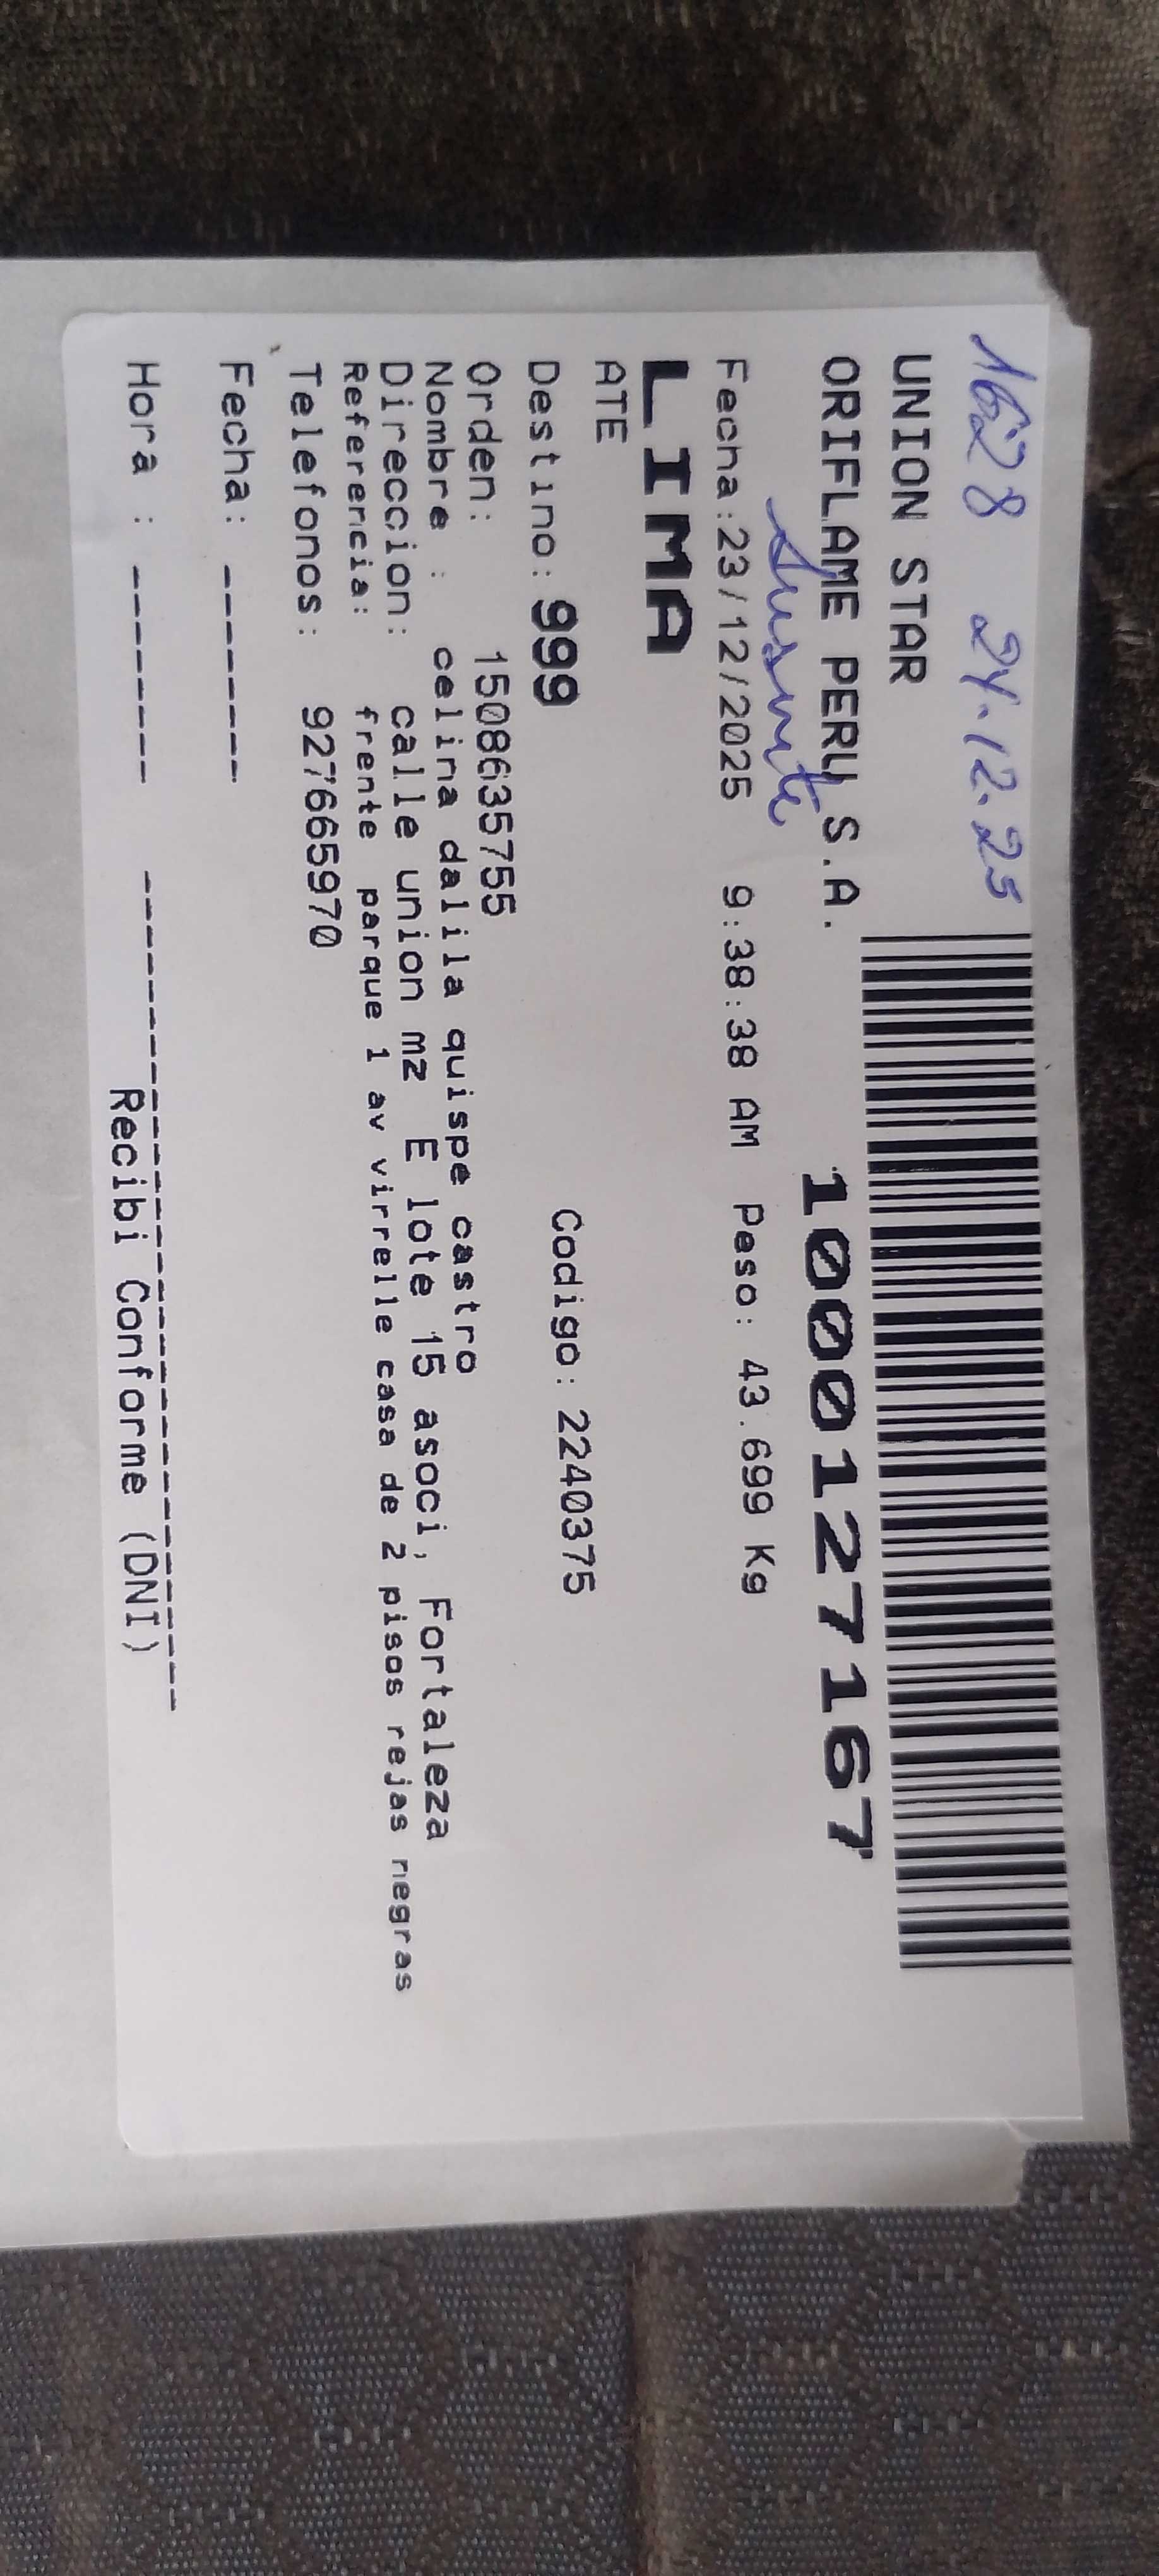 1628 24.12.25
UNION STAR
ORIFLAME PERU S.A. 1000127167
Fecha:23/12/2025 9:38:38 AM Peso: 43.699 Kg
LIMA
ATE
Destino: 999 Codigo: 2240375
Orden: 1508635755
Nombre : celina dalila quispe castro
Direccion: calle union mz E lote 15 asoci, Fortaleza
Referencia: frente parque 1 av virrelle casa de 2 pisos rejas negras
Telefonos: 927665970
Fecha: -------
Hora : ------- ---------------------------
Recibi Conforme (DNI)